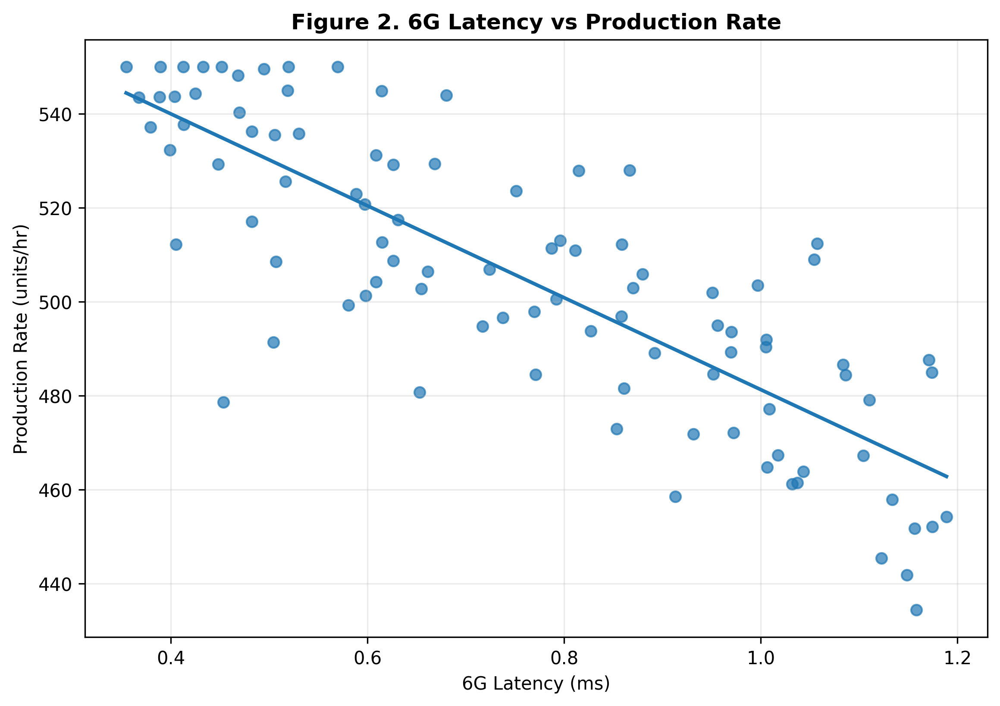 Figure 2. 6G Latency vs Production Rate
Production Rate (units/hr)
540
520
500
480
460
440
0.4 0.6 0.8 1.0 1.2
6G Latency (ms)